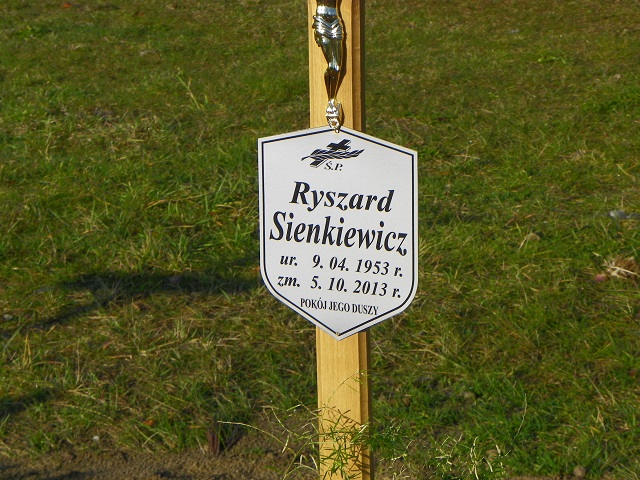 Ś.P.
Ryszard
Sienkiewicz
ur. 9. 04. 1953 r.
zm. 5. 10. 2013 r.
POKÓJ JEGO DUSZY